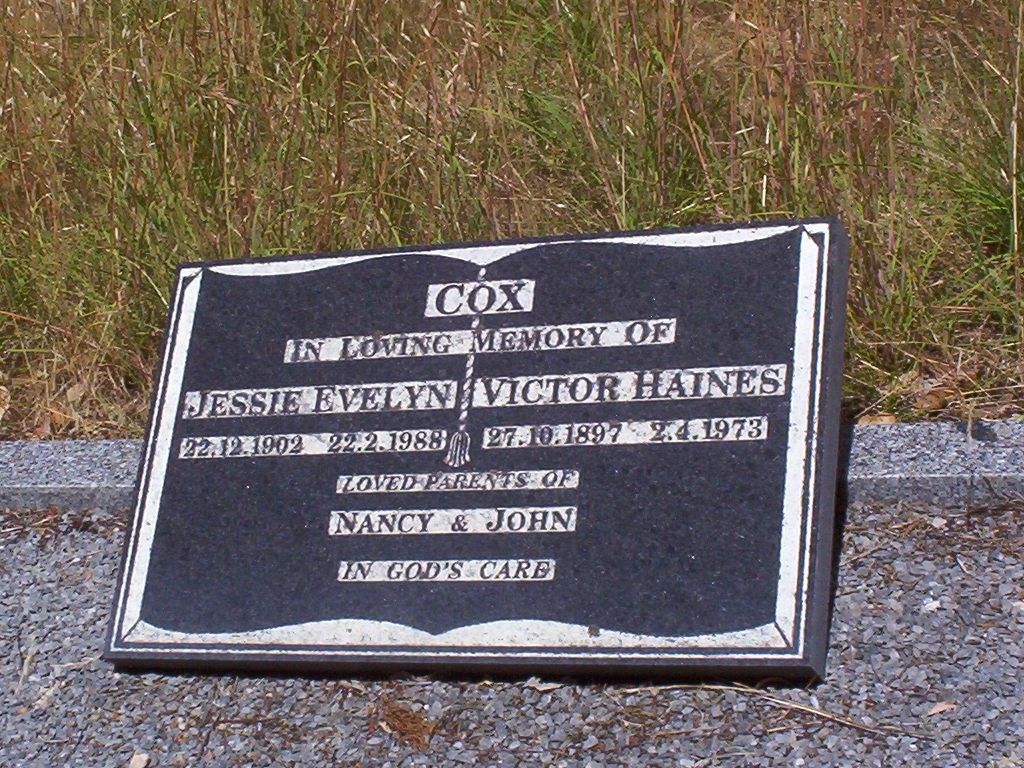 COX
IN LOVING MEMORY OF
JESSIE EVELYN VICTOR HAINES
22.12.1902 22.2.1988 27.10.1897 2.4.1973
LOVED PARENTS OF
NANCY & JOHN
IN GOD'S CARE